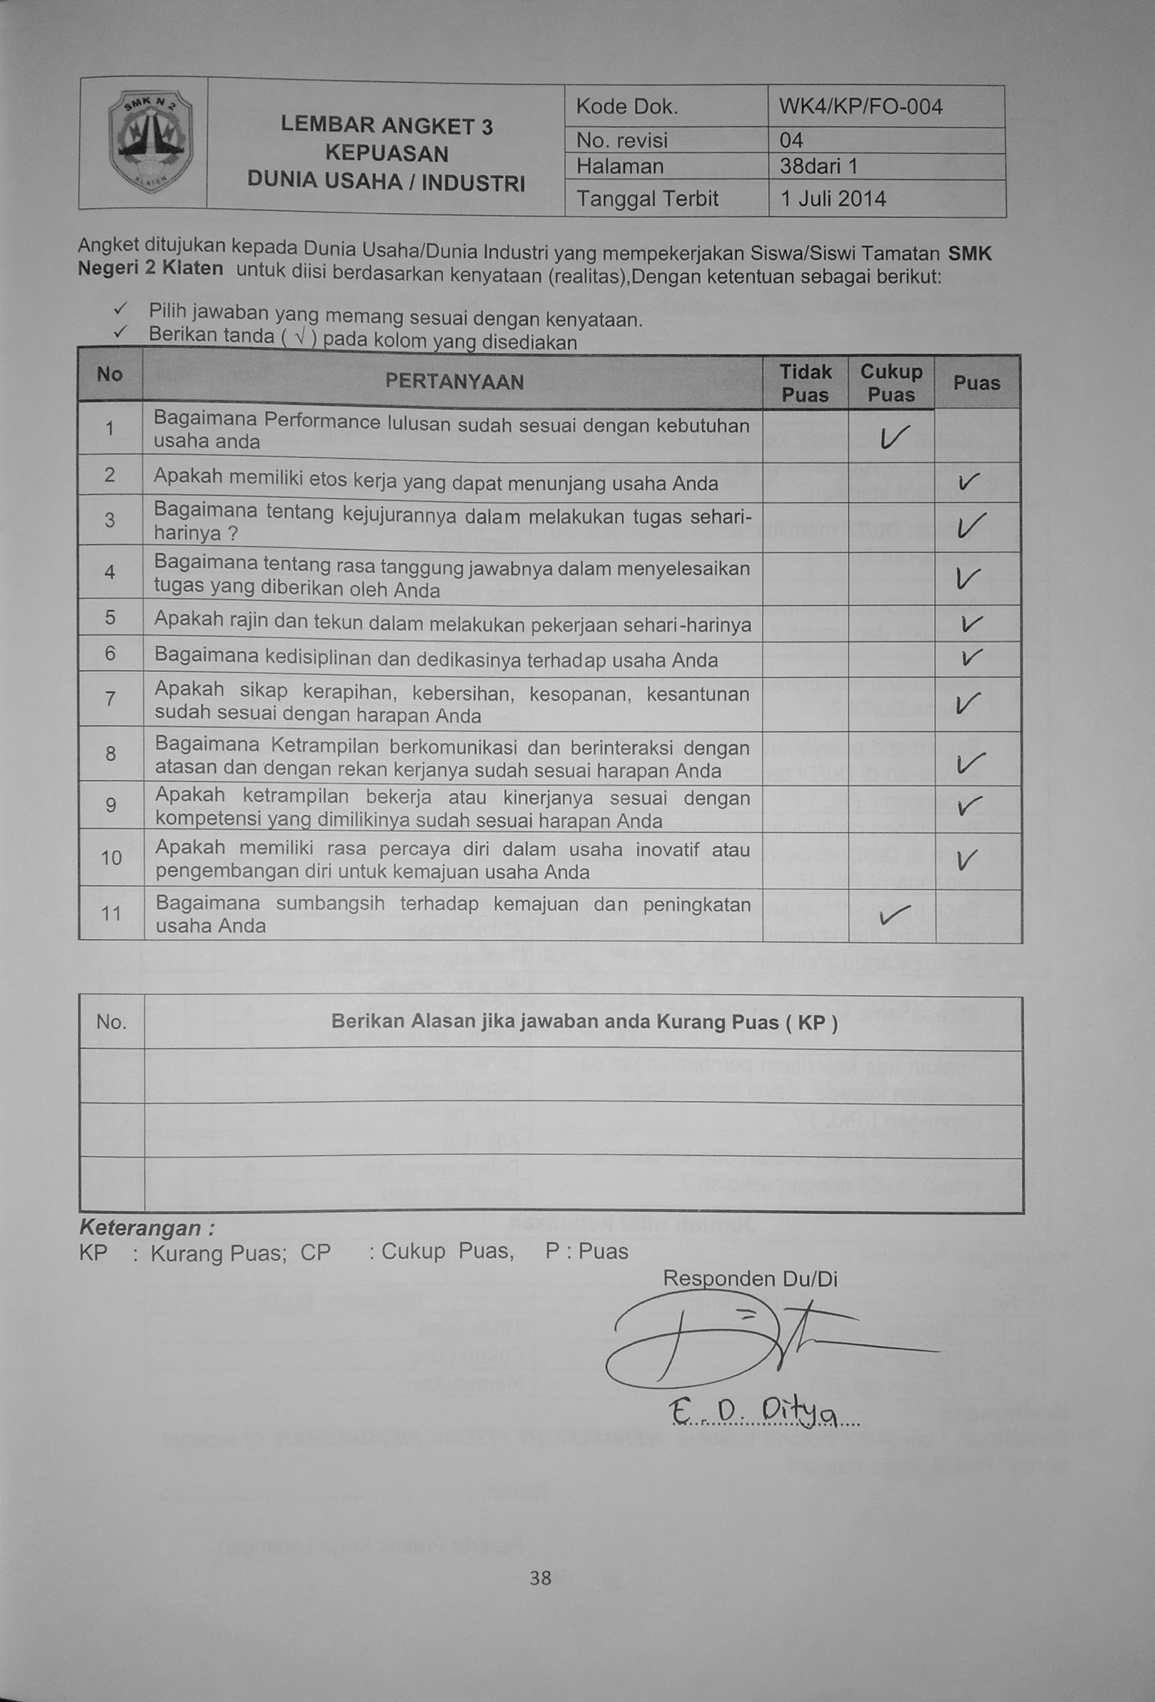 SMK N 2
KLATEN
LEMBAR ANGKET 3
KEPUASAN
DUNIA USAHA / INDUSTRI
Kode Dok. WK4/KP/FO-004
No. revisi 04
Halaman 38dari 1
Tanggal Terbit 1 Juli 2014
Angket ditujukan kepada Dunia Usaha/Dunia Industri yang mempekerjakan Siswa/Siswi Tamatan SMK
Negeri 2 Klaten untuk diisi berdasarkan kenyataan (realitas),Dengan ketentuan sebagai berikut:
✓ Pilih jawaban yang memang sesuai dengan kenyataan.
✓ Berikan tanda ( √ ) pada kolom yang disediakan
No PERTANYAAN Tidak Puas Cukup Puas Puas
1 Bagaimana Performance lulusan sudah sesuai dengan kebutuhan
usaha anda ✓
2 Apakah memiliki etos kerja yang dapat menunjang usaha Anda ✓
3 Bagaimana tentang kejujurannya dalam melakukan tugas sehari-
harinya ? ✓
4 Bagaimana tentang rasa tanggung jawabnya dalam menyelesaikan
tugas yang diberikan oleh Anda ✓
5 Apakah rajin dan tekun dalam melakukan pekerjaan sehari-harinya ✓
6 Bagaimana kedisiplinan dan dedikasinya terhadap usaha Anda ✓
7 Apakah sikap kerapihan, kebersihan, kesopanan, kesantunan
sudah sesuai dengan harapan Anda ✓
8 Bagaimana Ketrampilan berkomunikasi dan berinteraksi dengan
atasan dan dengan rekan kerjanya sudah sesuai harapan Anda ✓
9 Apakah ketrampilan bekerja atau kinerjanya sesuai dengan
kompetensi yang dimilikinya sudah sesuai harapan Anda ✓
10 Apakah memiliki rasa percaya diri dalam usaha inovatif atau
pengembangan diri untuk kemajuan usaha Anda ✓
11 Bagaimana sumbangsih terhadap kemajuan dan peningkatan
usaha Anda ✓
No. Berikan Alasan jika jawaban anda Kurang Puas ( KP )
Keterangan :
KP : Kurang Puas; CP : Cukup Puas, P : Puas
Responden Du/Di
E. D. Ditya
38